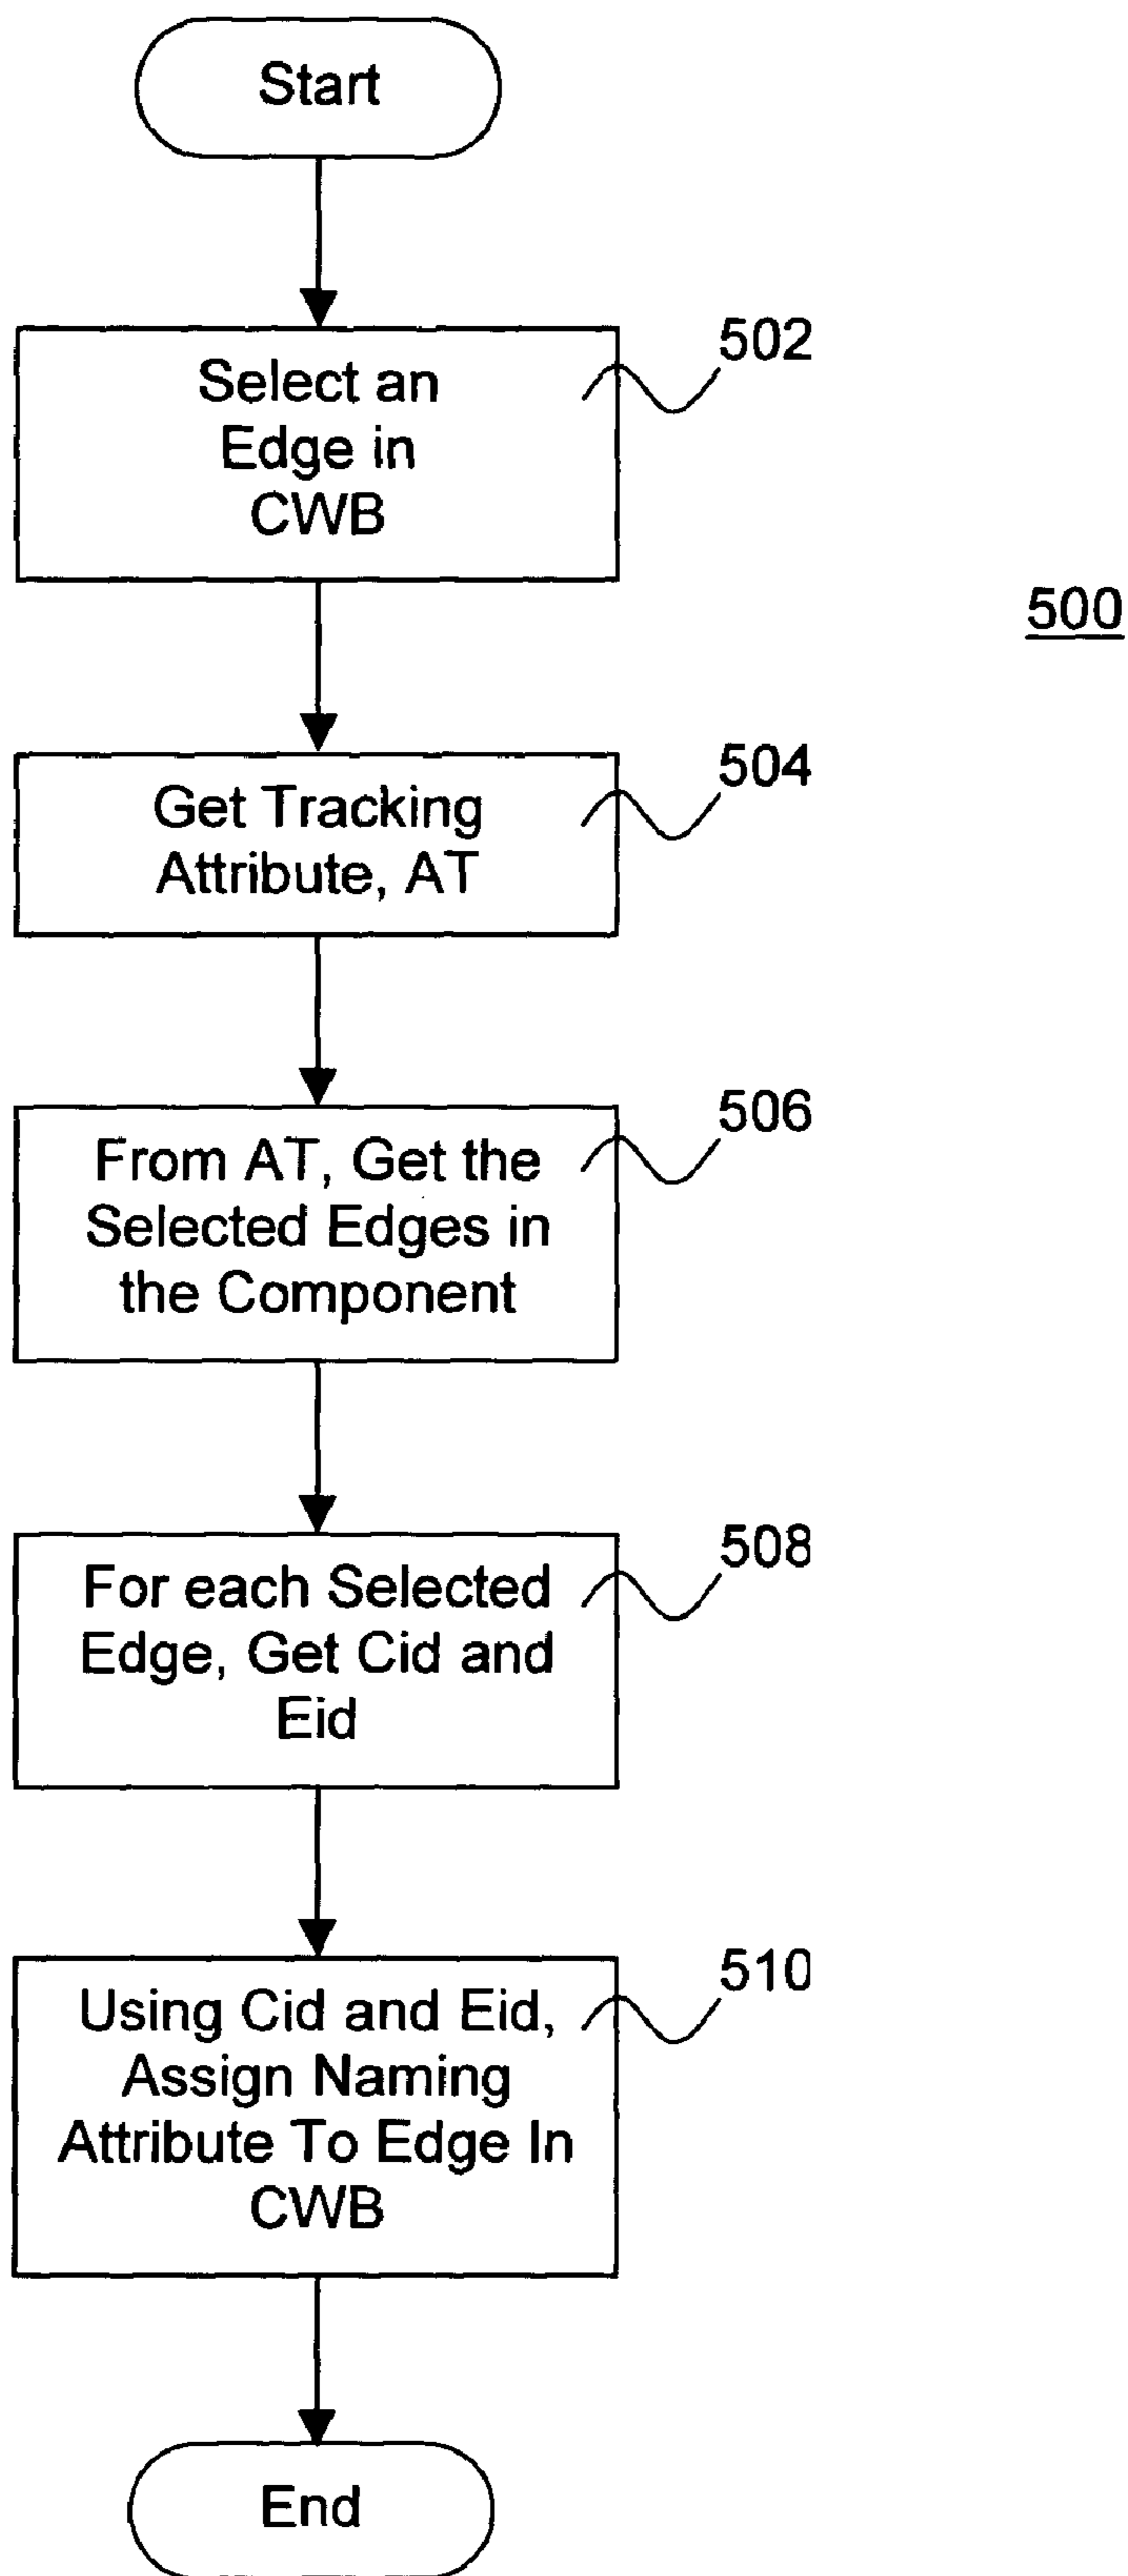 Start
502
Select an
Edge in
CWB
500
504
Get Tracking
Attribute, AT
506
From AT, Get the
Selected Edges in
the Component
508
For each Selected
Edge, Get Cid and
Eid
510
Using Cid and Eid,
Assign Naming
Attribute To Edge In
CWB
End